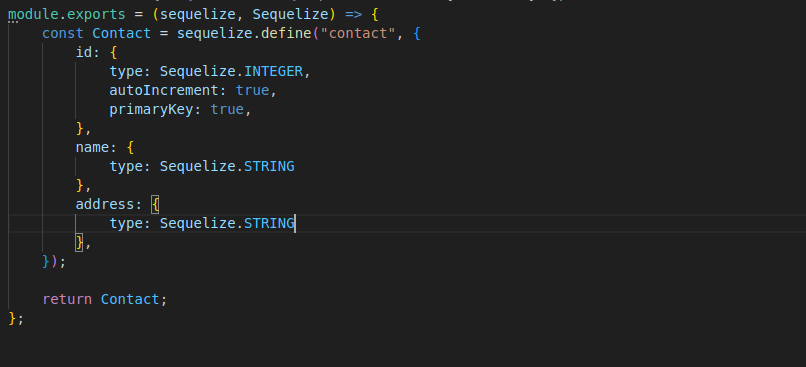 module.exports = (sequelize, Sequelize) => {
    const Contact = sequelize.define("contact", {
        id: {
            type: Sequelize.INTEGER,
            autoIncrement: true,
            primaryKey: true,
        },
        name: {
            type: Sequelize.STRING
        },
        address: {
            type: Sequelize.STRING
        },
    });

    return Contact;
};